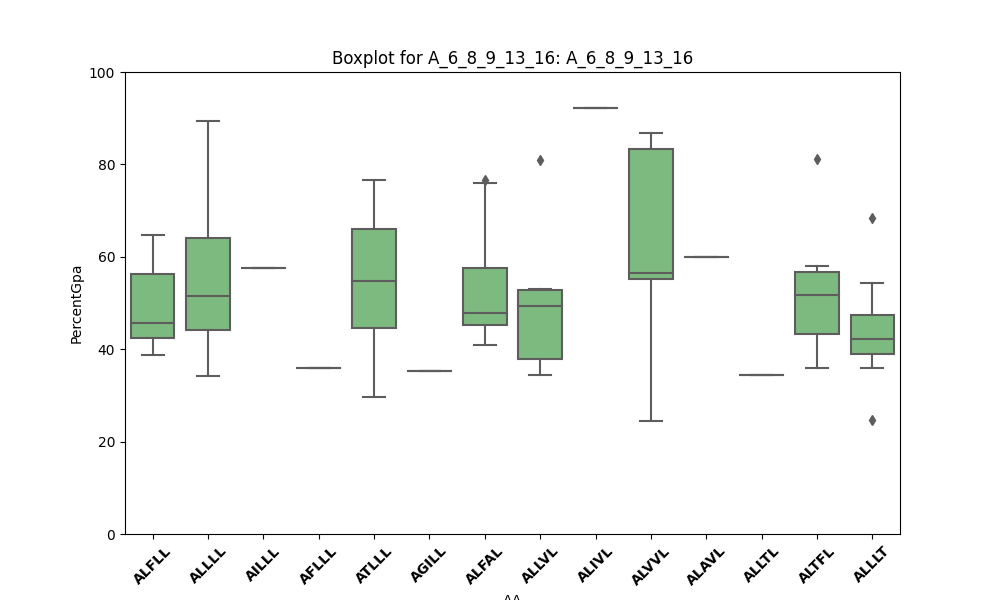 Boxplot for A_6_8_9_13_16: A_6_8_9_13_16
100
80
60
40
20
0
PercentGpa
ALFLL ALLLL AILLL AFLLL ATLLL AGILL ALFAL ALLVL ALIVL ALVVL ALAVL ALLTL ALTFL ALLLT